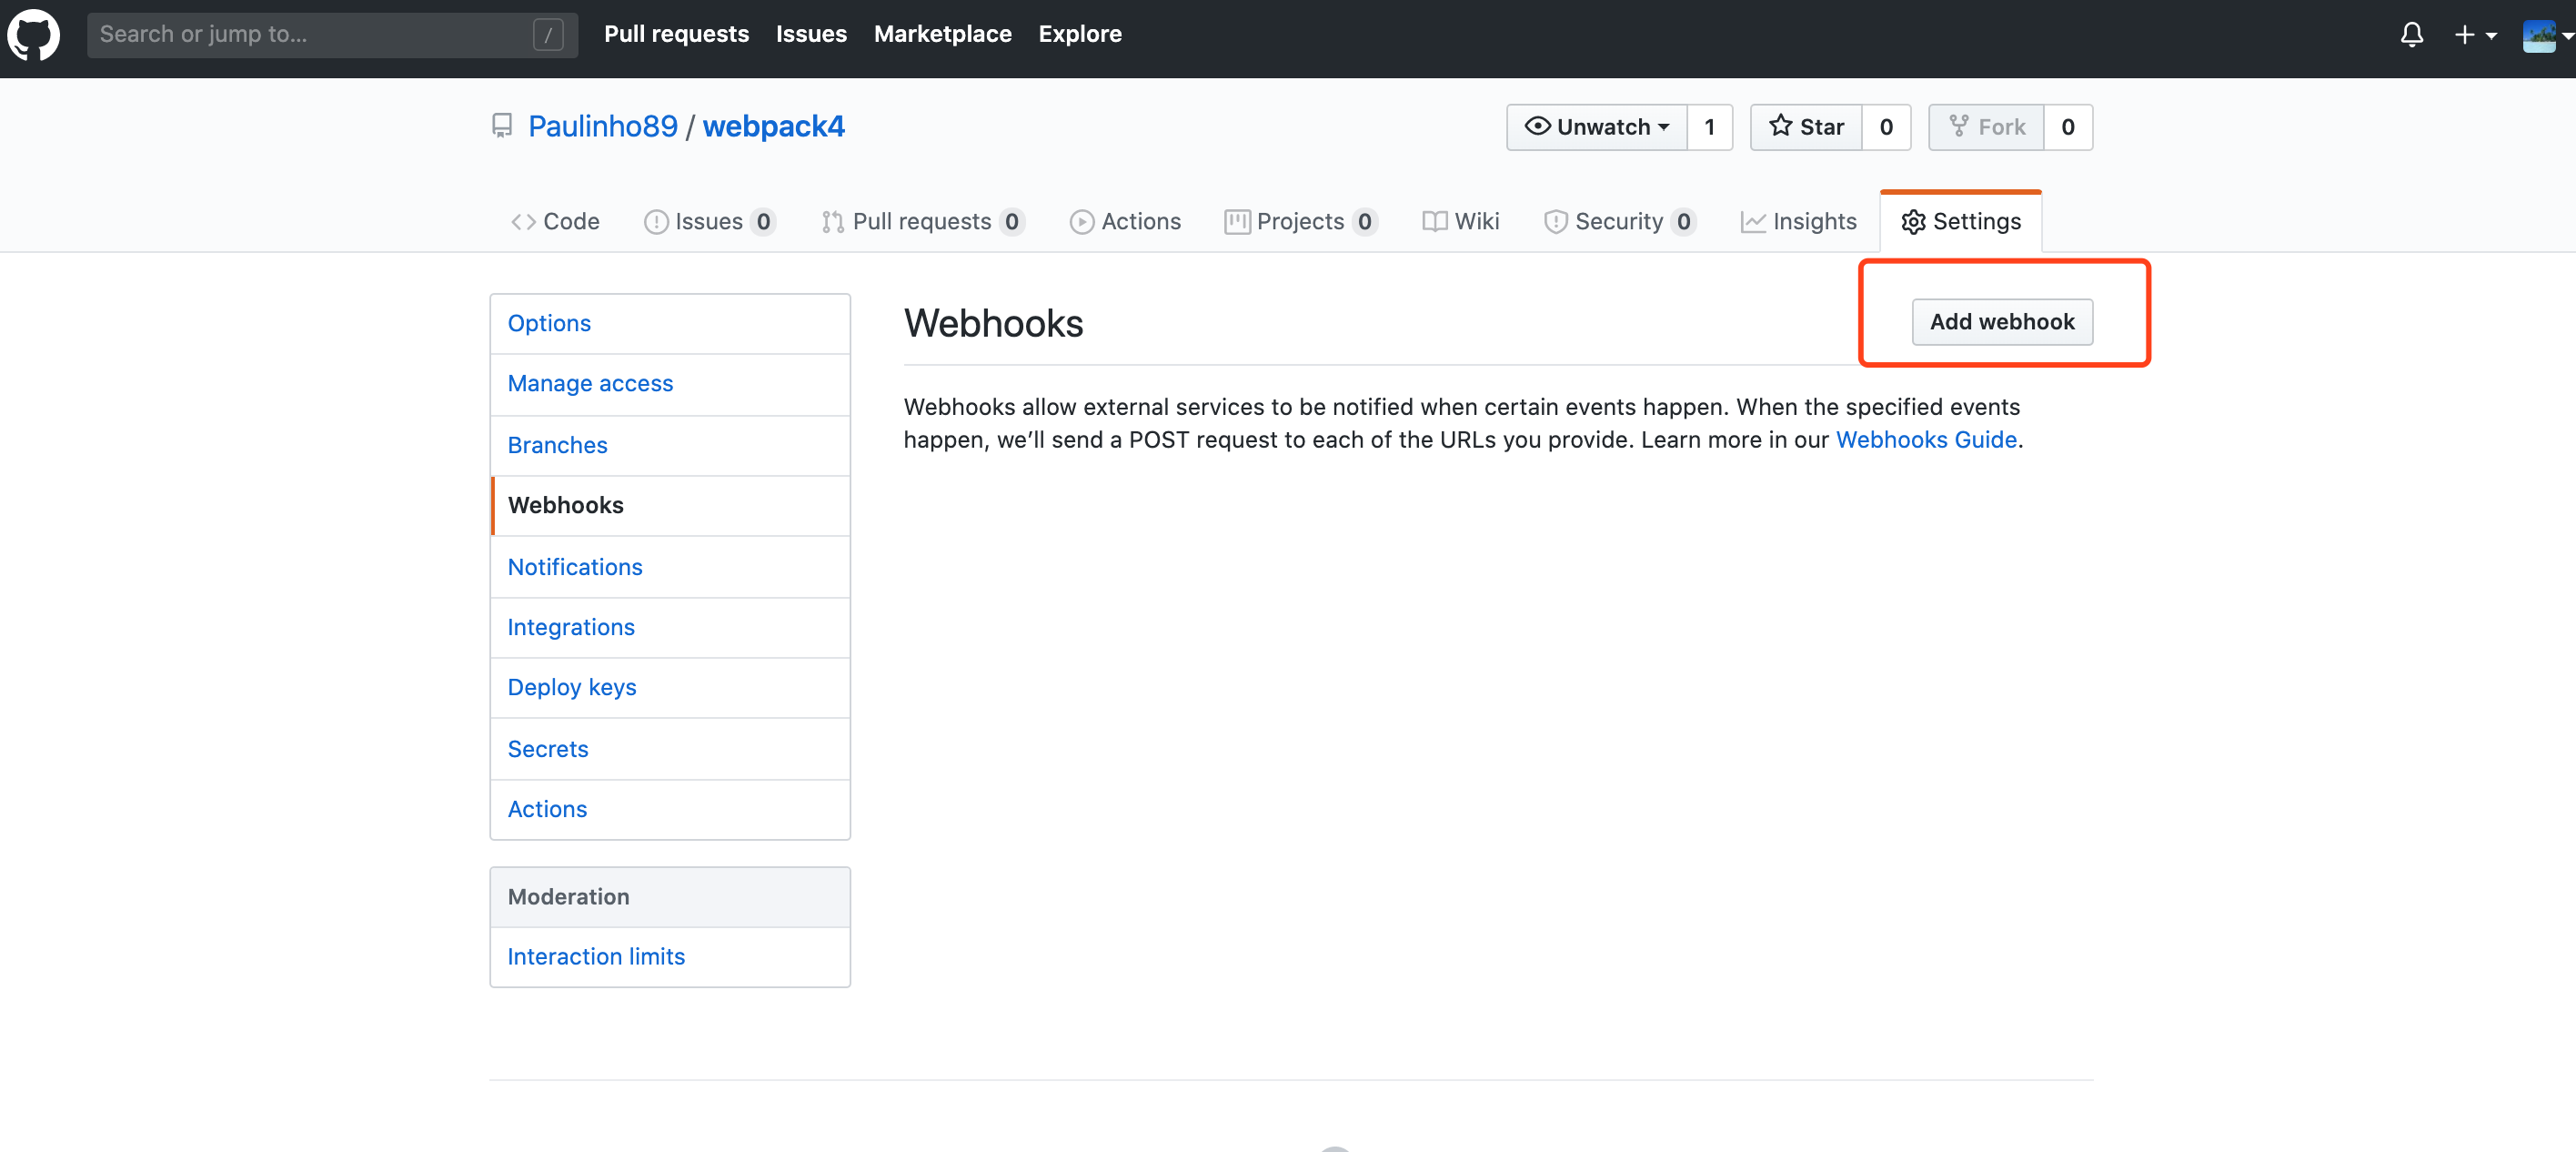 Search or jump to... /
Pull requests Issues Marketplace Explore
Paulinho89 / webpack4
Unwatch 1 Star 0 Fork 0
Code Issues 0 Pull requests 0 Actions Projects 0 Wiki Security 0 Insights Settings
Options
Manage access
Branches
Webhooks
Notifications
Integrations
Deploy keys
Secrets
Actions
Moderation
Interaction limits
Webhooks
Add webhook
Webhooks allow external services to be notified when certain events happen. When the specified events
happen, we’ll send a POST request to each of the URLs you provide. Learn more in our Webhooks Guide.